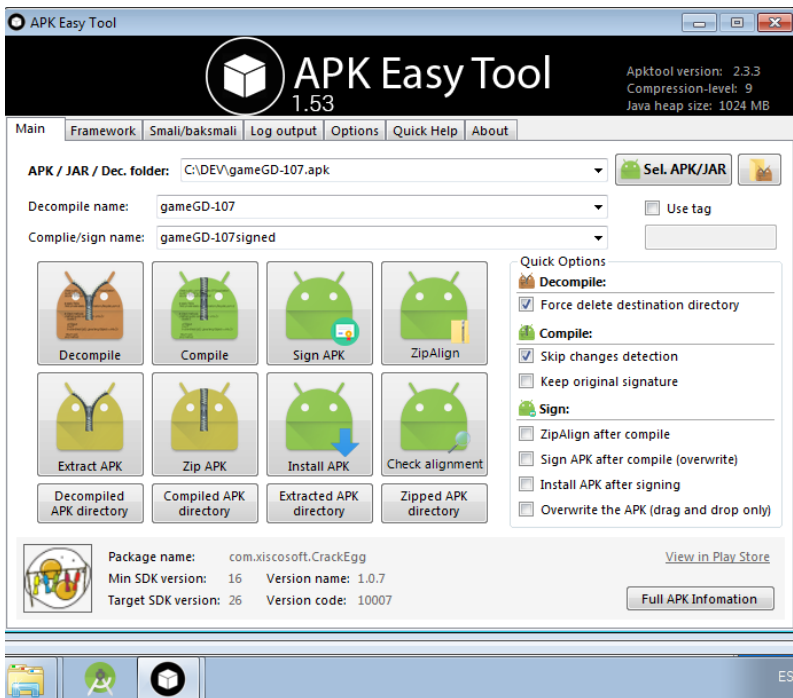 APK Easy Tool
APK Easy Tool
1.53
Apktool version: 2.3.3
Compression-level: 9
Java heap size: 1024 MB
Main Framework Smali/baksmali Log output Options Quick Help About
APK / JAR / Dec. folder: C:\DEV\gameGD-107.apk Sel. APK/JAR
Decompile name: gameGD-107 Use tag
Complie/sign name: gameGD-107signed
Quick Options
Decompile:
Force delete destination directory
Compile:
Skip changes detection
Keep original signature
Sign:
ZipAlign after compile
Sign APK after compile (overwrite)
Install APK after signing
Overwrite the APK (drag and drop only)
Decompile Compile Sign APK ZipAlign
Extract APK Zip APK Install APK Check alignment
Decompiled APK directory Compiled APK directory Extracted APK directory Zipped APK directory
Package name: com.xiscosoft.CrackEgg View in Play Store
Min SDK version: 16 Version name: 1.0.7
Target SDK version: 26 Version code: 10007 Full APK Infomation
ES